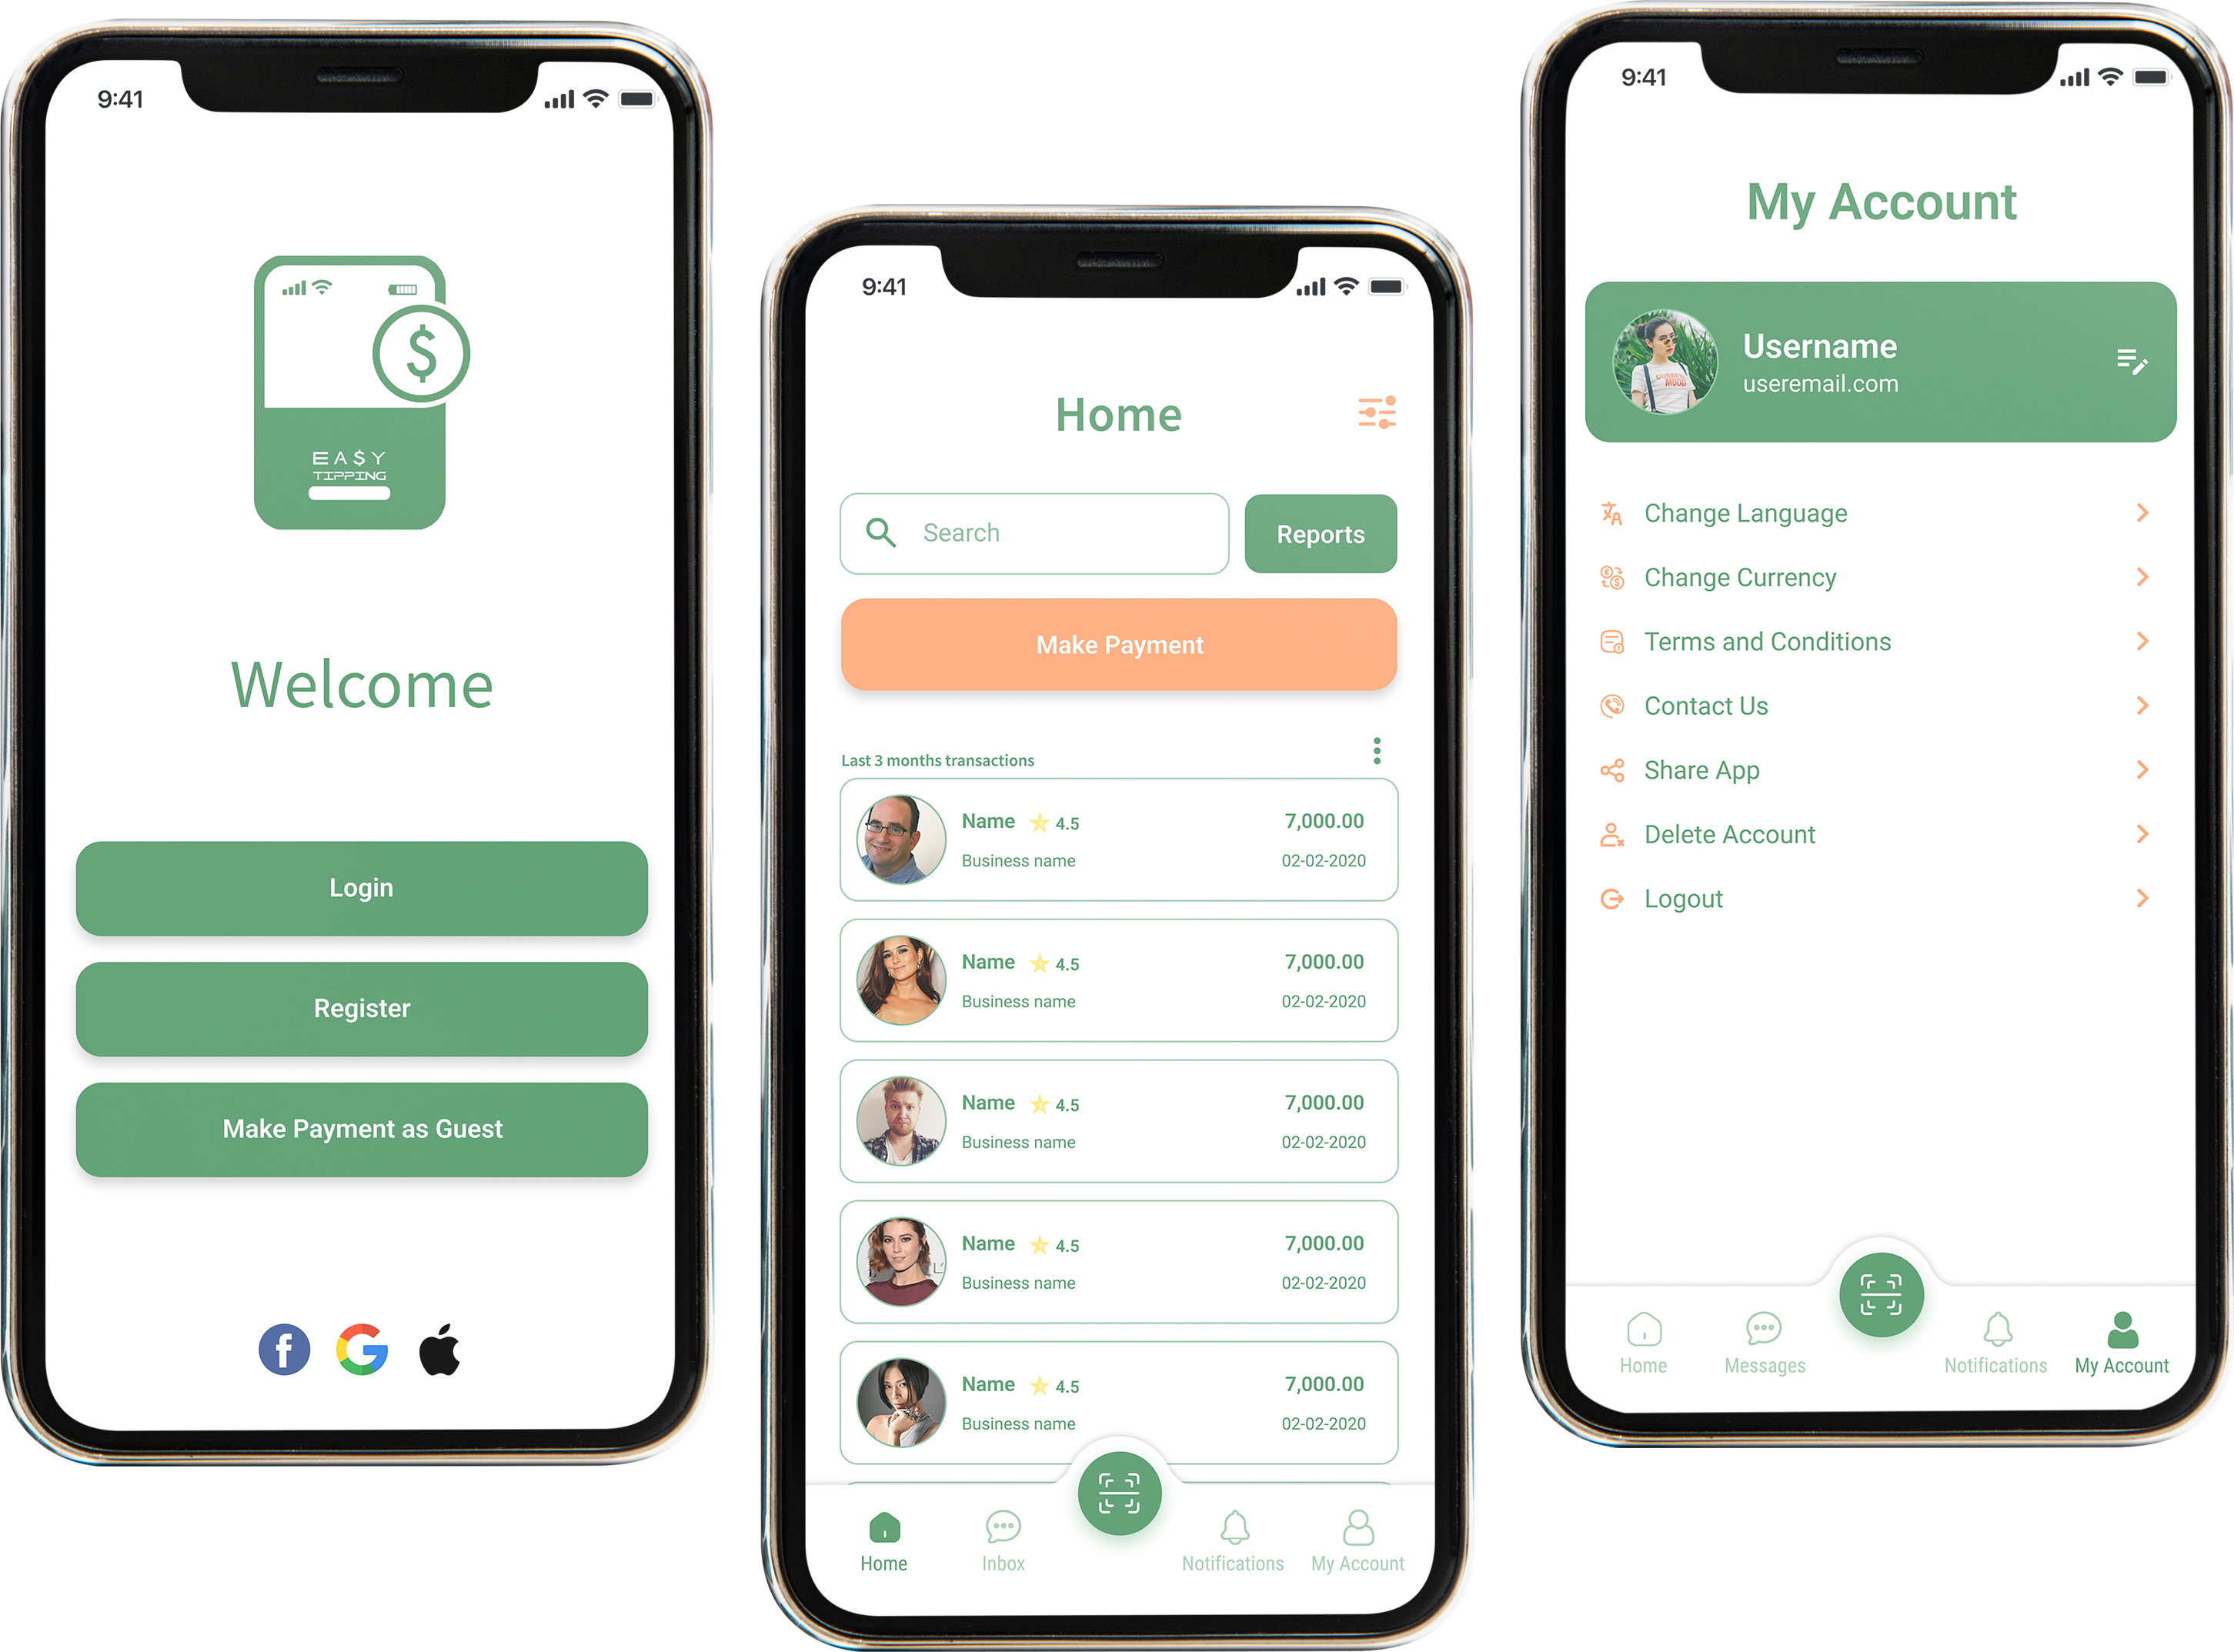 9:41
EA$Y
TIPPING
Welcome
Login
Register
Make Payment as Guest
9:41
Home
Search
Reports
Make Payment
Last 3 months transactions
Name 4.5 7,000.00
Business name 02-02-2020
Name 4.5 7,000.00
Business name 02-02-2020
Name 4.5 7,000.00
Business name 02-02-2020
Name 4.5 7,000.00
Business name 02-02-2020
Name 4.5 7,000.00
Business name 02-02-2020
Home Inbox Notifications My Account
9:41
My Account
Username
useremail.com
Change Language
Change Currency
Terms and Conditions
Contact Us
Share App
Delete Account
Logout
Home Messages Notifications My Account